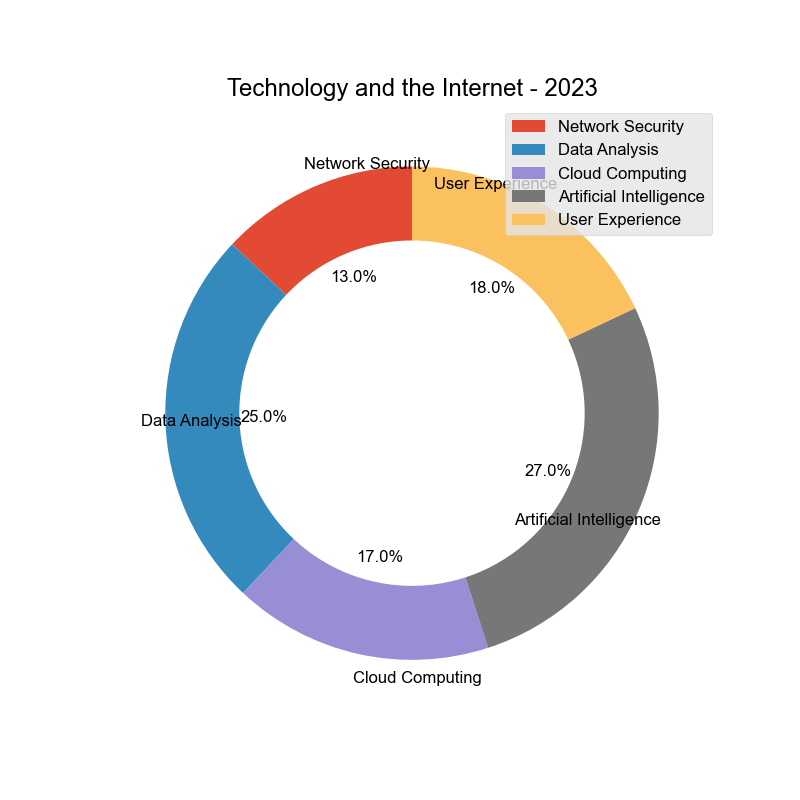 Technology and the Internet - 2023
Network Security
Data Analysis
Cloud Computing
Artificial Intelligence
User Experience
Network Security
User Experience
13.0%
18.0%
Data Analysis
25.0%
27.0%
Artificial Intelligence
17.0%
Cloud Computing